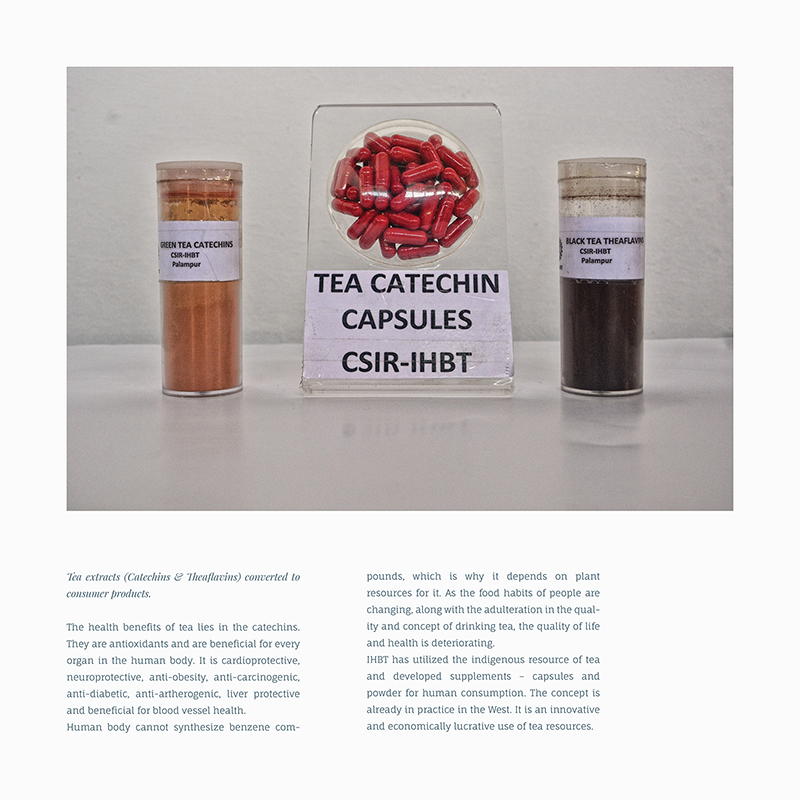 GREEN TEA CATECHINS
CSIR-IHBT
Palampur
TEA CATECHIN
CAPSULES
CSIR-IHBT
BLACK TEA THEAFLAVINS
CSIR-IHBT
Palampur
Tea extracts (Catechins & Theaflavins) converted to
consumer products.
The health benefits of tea lies in the catechins.
They are antioxidants and are beneficial for every
organ in the human body. It is cardioprotective,
neuroprotective, anti-obesity, anti-carcinogenic,
anti-diabetic, anti-artherogenic, liver protective
and beneficial for blood vessel health.
Human body cannot synthesize benzene com-
pounds, which is why it depends on plant
resources for it. As the food habits of people are
changing, along with the adulteration in the qual-
ity and concept of drinking tea, the quality of life
and health is deteriorating.
IHBT has utilized the indigenous resource of tea
and developed supplements – capsules and
powder for human consumption. The concept is
already in practice in the West. It is an innovative
and economically lucrative use of tea resources.